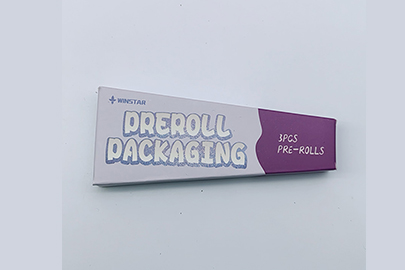 WINSTAR
PREROLL
PACKAGING
3PCS
PRE-ROLLS